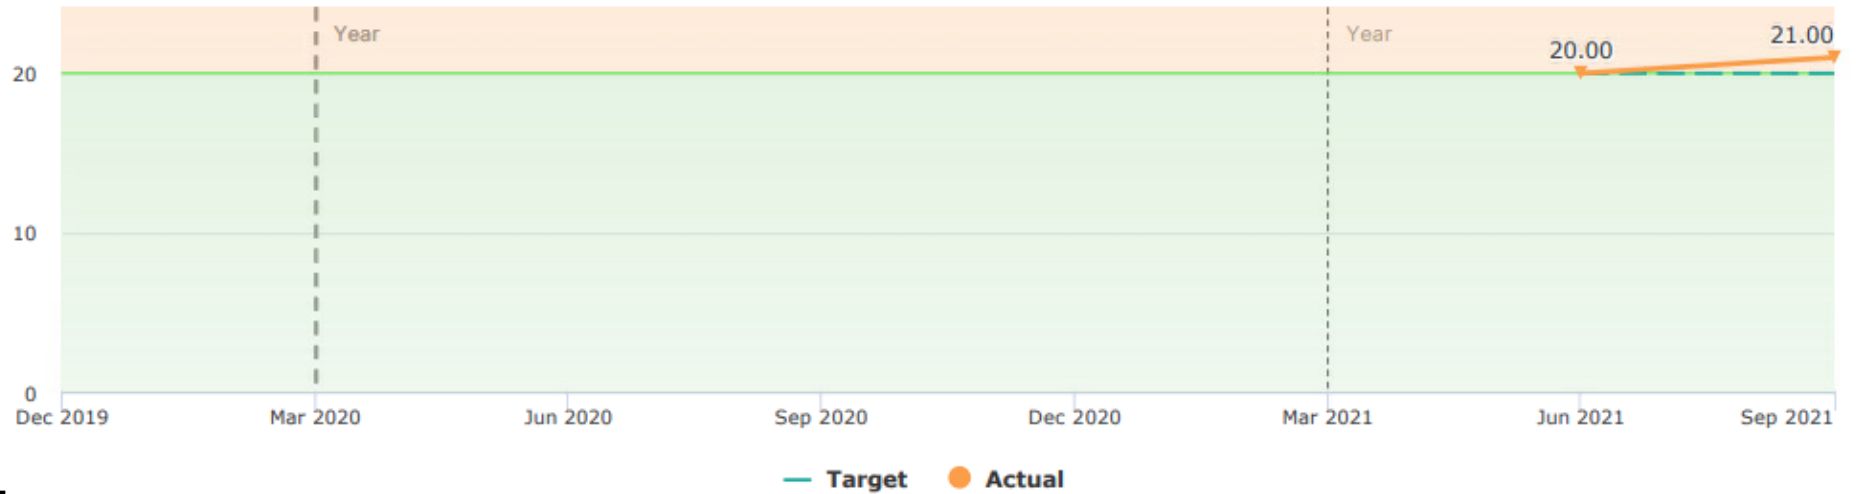 Year
Year
20.00
21.00
20
10
0
Dec 2019
Mar 2020
Jun 2020
Sep 2020
Dec 2020
Mar 2021
Jun 2021
Sep 2021
Target
Actual